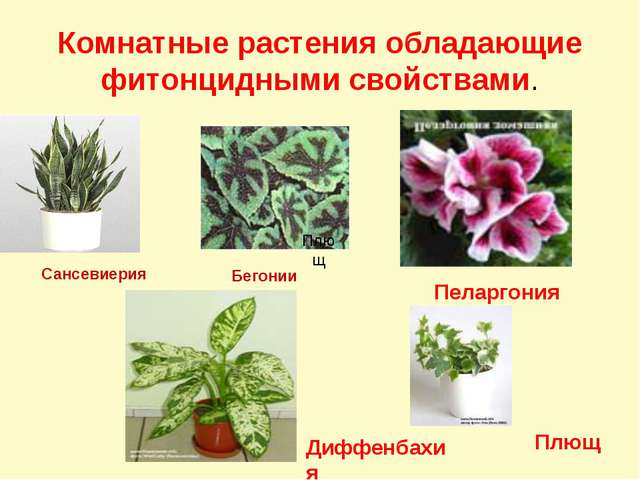 Комнатные растения обладающие
фитонцидными свойствами.
Плю
щ
Сансевиерия
Бегонии
Пеларгония
Диффенбахи
я
Плющ